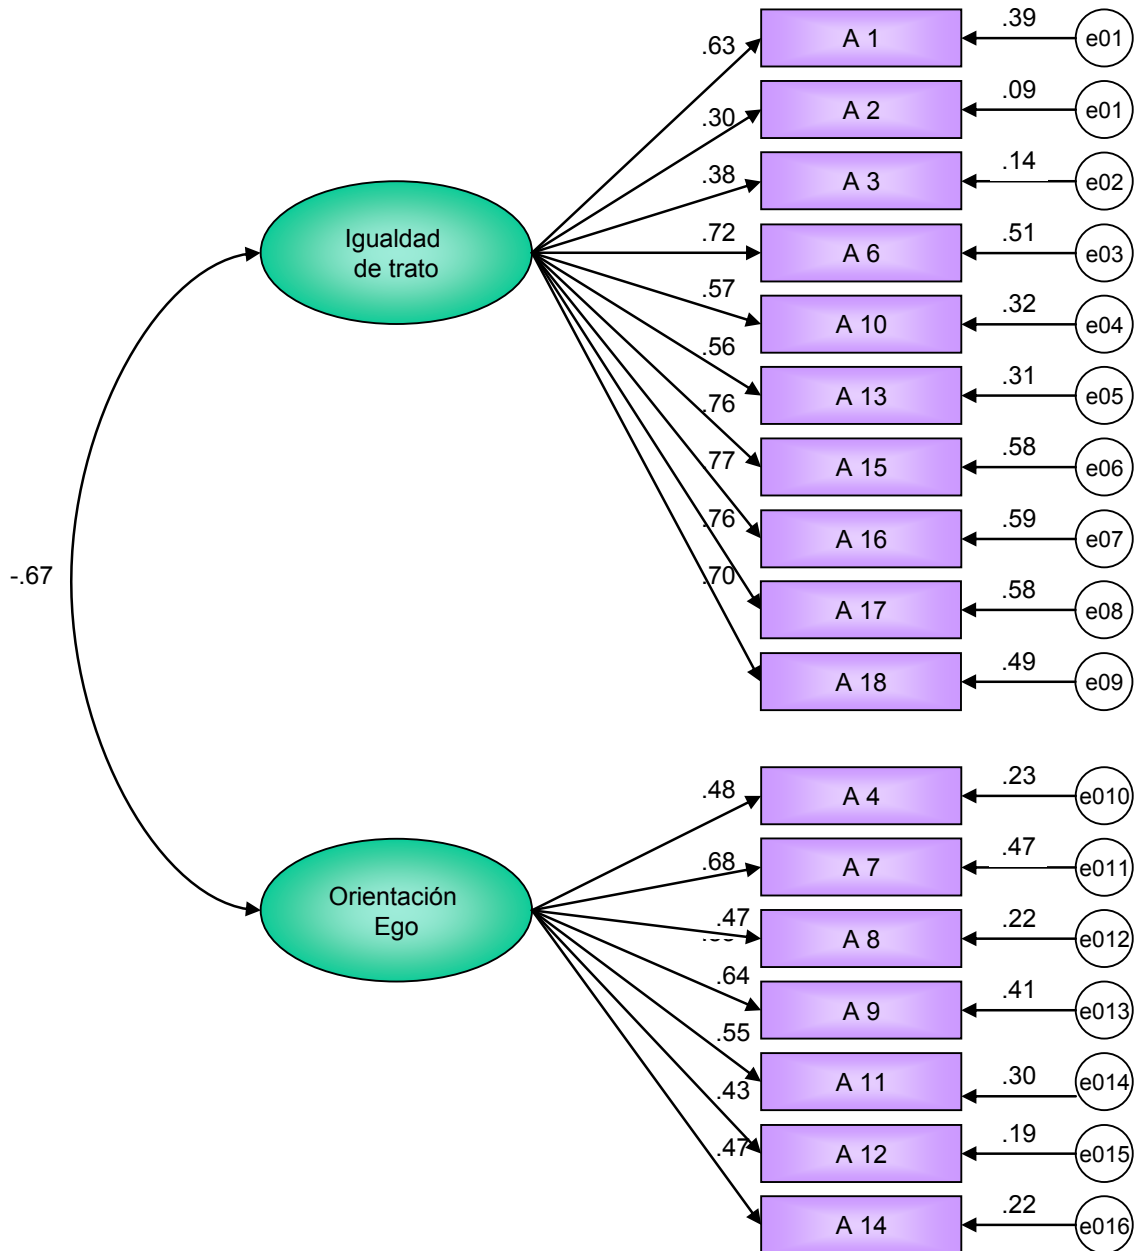 .63 A 1 .39 e01
.30 A 2 .09 e01
.38 A 3 .14 e02
Igualdad
de trato
.72 A 6 .51 e03
.57 A 10 .32 e04
.56 A 13 .31 e05
.76 A 15 .58 e06
.77 A 16 .59 e07
.76 A 17 .58 e08
.70 A 18 .49 e09
-.67
.48 A 4 .23 e010
.68 A 7 .47 e011
Orientación
Ego
.47 A 8 .22 e012
.64 A 9 .41 e013
.55 A 11 .30 e014
.43 A 12 .19 e015
.47 A 14 .22 e016